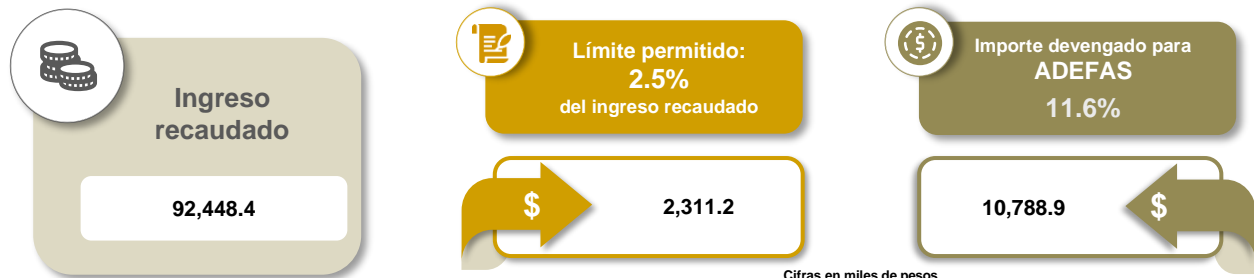 Ingreso
recaudado
92,448.4
Límite permitido:
2.5%
del ingreso recaudado
$
2,311.2
Importe devengado para
ADEFAS
11.6%
10,788.9
$
Cifras en miles de pesos